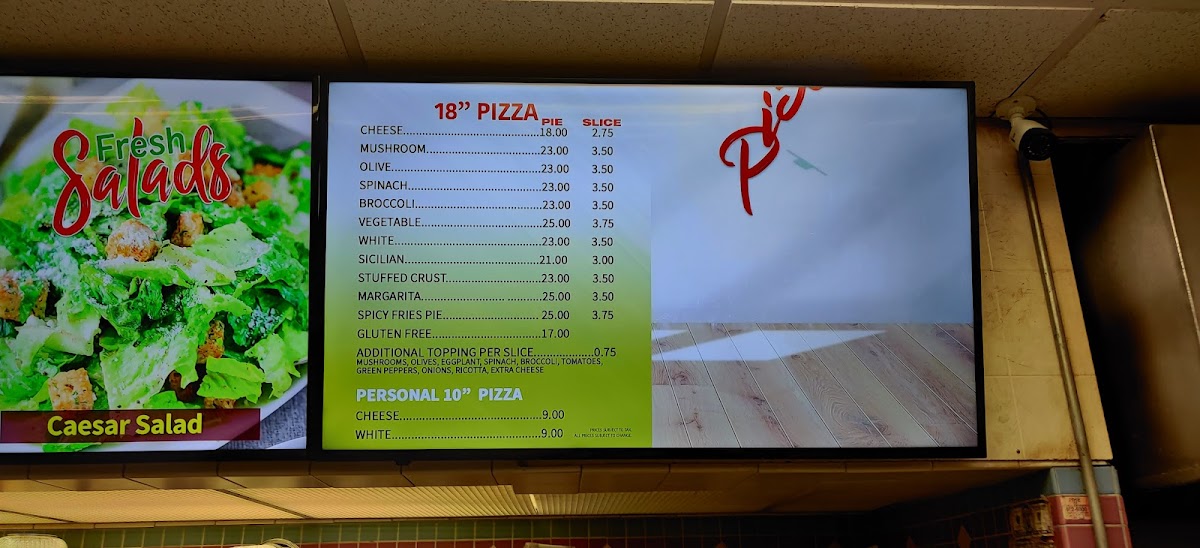 Fresh
Salads
Caesar Salad
18” PIZZA PIE SLICE
CHEESE 18.00 2.75
MUSHROOM 23.00 3.50
OLIVE 23.00 3.50
SPINACH 23.00 3.50
BROCCOLI 23.00 3.50
VEGETABLE 25.00 3.75
WHITE 23.00 3.50
SICILIAN 21.00 3.00
STUFFED CRUST 23.00 3.50
MARGARITA 25.00 3.50
SPICY FRIES PIE 25.00 3.75
GLUTEN FREE 17.00
ADDITIONAL TOPPING PER SLICE 0.75
MUSHROOMS, OLIVES, EGGPLANT, SPINACH, BROCCOLI, TOMATOES,
GREEN PEPPERS, ONIONS, RICOTTA, EXTRA CHEESE
PERSONAL 10” PIZZA
CHEESE 9.00
WHITE 9.00
ALL PRICES SUBJECT TO CHANGE